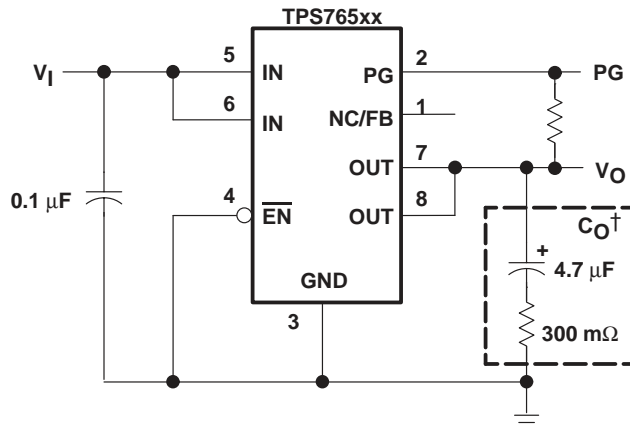 TPS765xx
V_I
5
IN
PG
2
PG
6
IN
NC/FB
1
OUT
7
V_O
0.1 μF
4
EN
OUT
8
C_O†
+
4.7 μF
GND
3
300 mΩ